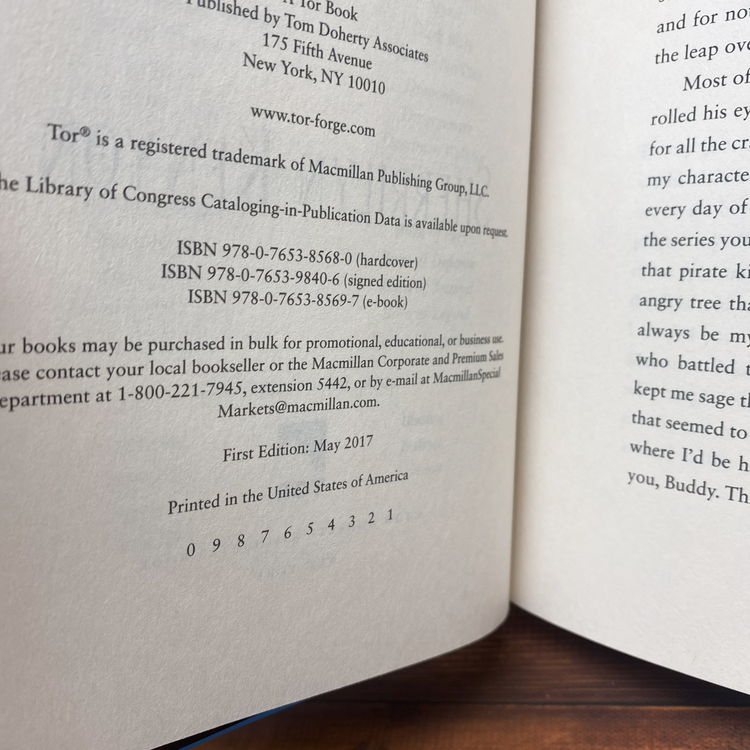 Tor Book
Published by Tom Doherty Associates
175 Fifth Avenue
New York, NY 10010
www.tor-forge.com
Tor® is a registered trademark of Macmillan Publishing Group, LLC.
he Library of Congress Cataloging-in-Publication Data is available upon request.
ISBN 978-0-7653-8568-0 (hardcover)
ISBN 978-0-7653-9840-6 (signed edition)
ISBN 978-0-7653-8569-7 (e-book)
ur books may be purchased in bulk for promotional, educational, or business use.
ease contact your local bookseller or the Macmillan Corporate and Premium Sales
epartment at 1-800-221-7945, extension 5442, or by e-mail at MacmillanSpecial
Markets@macmillan.com.
First Edition: May 2017
Printed in the United States of America
0 9 8 7 6 5 4 3 2 1
and for no
the leap ov
Most of
rolled his ey
for all the cr
my characte
every day of
the series you
that pirate ki
angry tree tha
always be my
who battled t
kept me sage t
that seemed to
where I'd be h
you, Buddy. Th